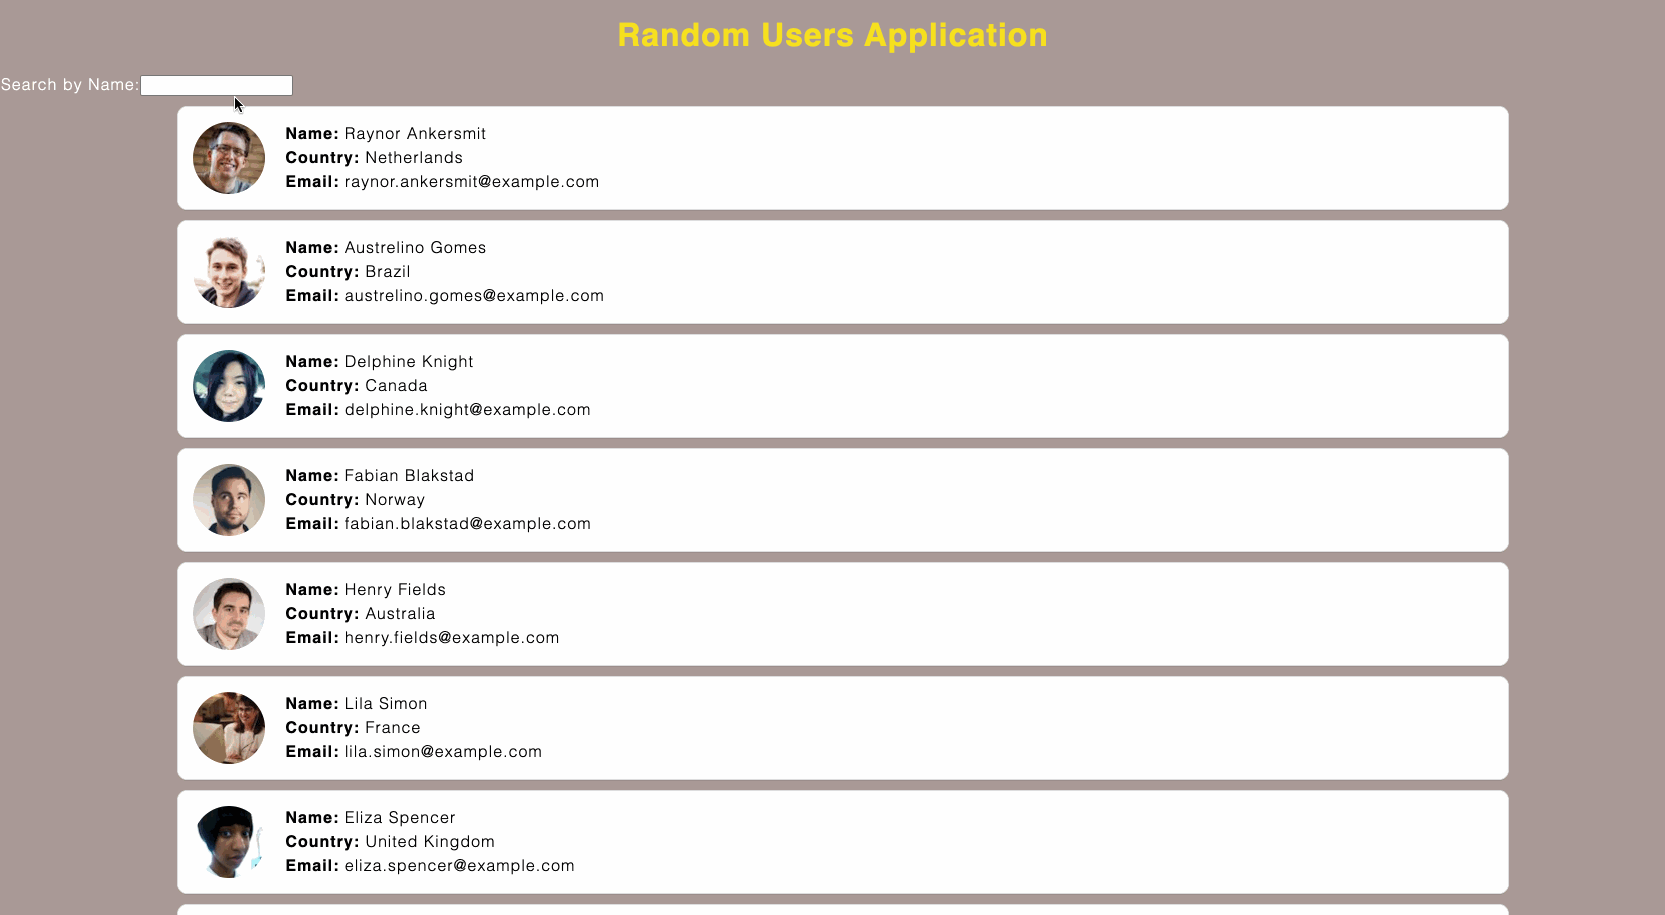 Random Users Application
Search by Name:
Name: Raynor Ankersmit
Country: Netherlands
Email: raynor.ankersmit@example.com
Name: Austrelino Gomes
Country: Brazil
Email: austrelino.gomes@example.com
Name: Delphine Knight
Country: Canada
Email: delphine.knight@example.com
Name: Fabian Blakstad
Country: Norway
Email: fabian.blakstad@example.com
Name: Henry Fields
Country: Australia
Email: henry.fields@example.com
Name: Lila Simon
Country: France
Email: lila.simon@example.com
Name: Eliza Spencer
Country: United Kingdom
Email: eliza.spencer@example.com